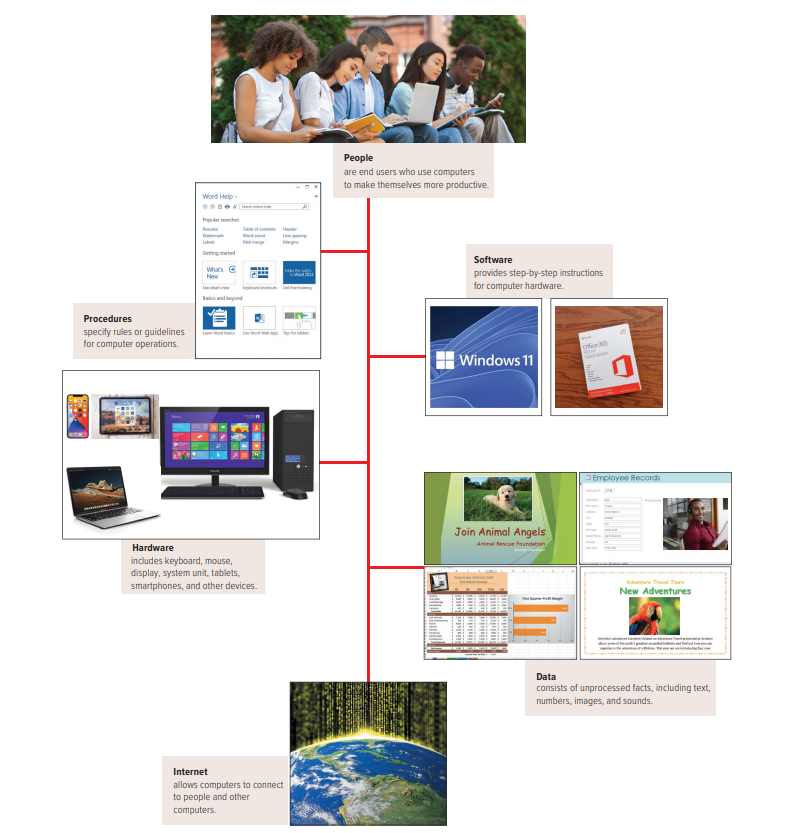 People
are end users who use computers
to make themselves more productive.
Word Help -
Search online help
Popular searches
Resume Table of contents Header
Watermark Word count Line spacing
Labels Mail merge Margins
Getting started
What's
New
See what's new Keyboard shortcuts Get free training
Basics and beyond
Learn Word basics Use Word Web App Tips for tablets
Procedures
specify rules or guidelines
for computer operations.
Software
provides step-by-step instructions
for computer hardware.
Windows 11
Office 365
Hardware
includes keyboard, mouse,
display, system unit, tablets,
smartphones, and other devices.
Join Animal Angels
Animal Rescue Foundation
Employee Records
First Quarter Profit Margin
Adventure Travel Tours
New Adventures
Data
consists of unprocessed facts, including text,
numbers, images, and sounds.
Internet
allows computers to connect
to people and other
computers.